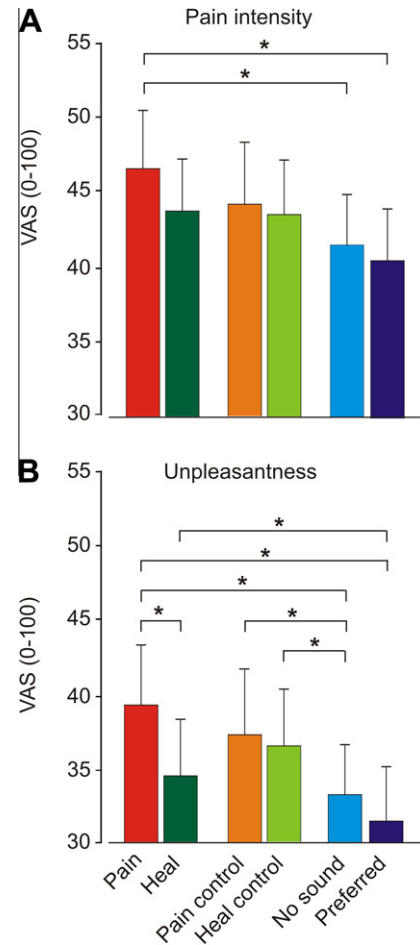 A
Pain intensity
55
50
45
40
35
30
VAS (0-100)
*
*
B
Unpleasantness
55
50
45
40
35
30
VAS (0-100)
*
*
*
*
*
*
Pain
Heal
Pain control
Heal control
No sound
Preferred